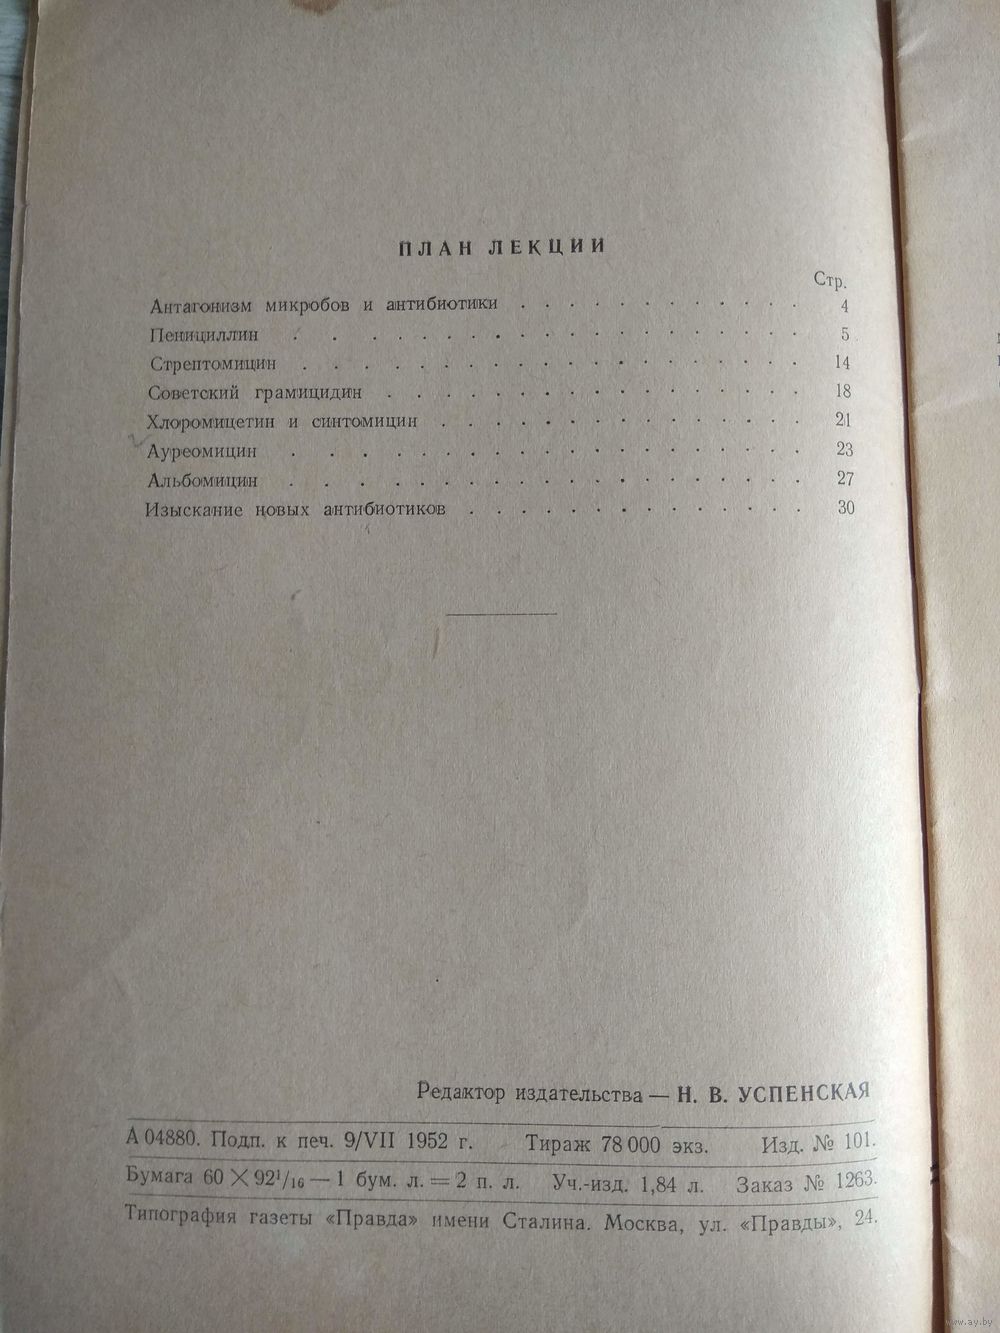 ПЛАН ЛЕКЦИИ
Стр.
Антагонизм микробов и антибиотики . . . . . . . . . . . . 4
Пенициллин . . . . . . . . . . . . . . 5
Стрептомицин . . . . . . . . . . . . . . 14
Советский грамицидин . . . . . . . . . . . . 18
Хлоромицетин и синтомицин . . . . . . . . . . . 21
Ауреомицин . . . . . . . . . . . . . . 23
Альбомицин . . . . . . . . . . . . . . 27
Изыскание новых антибиотиков . . . . . . . . . . 30
Редактор издательства — Н. В. УСПЕНСКАЯ
А 04880. Подп. к печ. 9/VII 1952 г. Тираж 78 000 экз. Изд. № 101.
Бумага 60 × 92¹/₁₆ — 1 бум. л. = 2 п. л. Уч.-изд. 1,84 л. Заказ № 1263.
Типография газеты «Правда» имени Сталина. Москва, ул. «Правды», 24.
www.ay.by